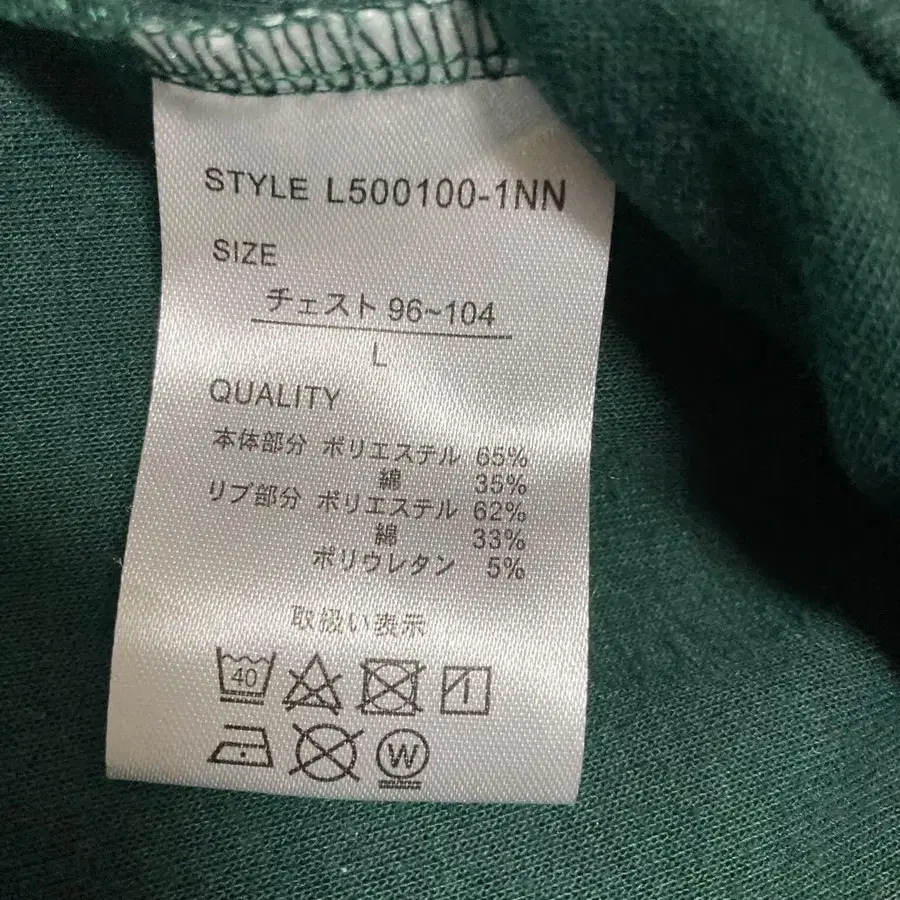 STYLE L500100-1NN
SIZE
チェスト 96~104
L
QUALITY
本体部分 ポリエステル 65%
綿 35%
リブ部分 ポリエステル 62%
綿 33%
ポリウレタン 5%
取扱い表示
40
W